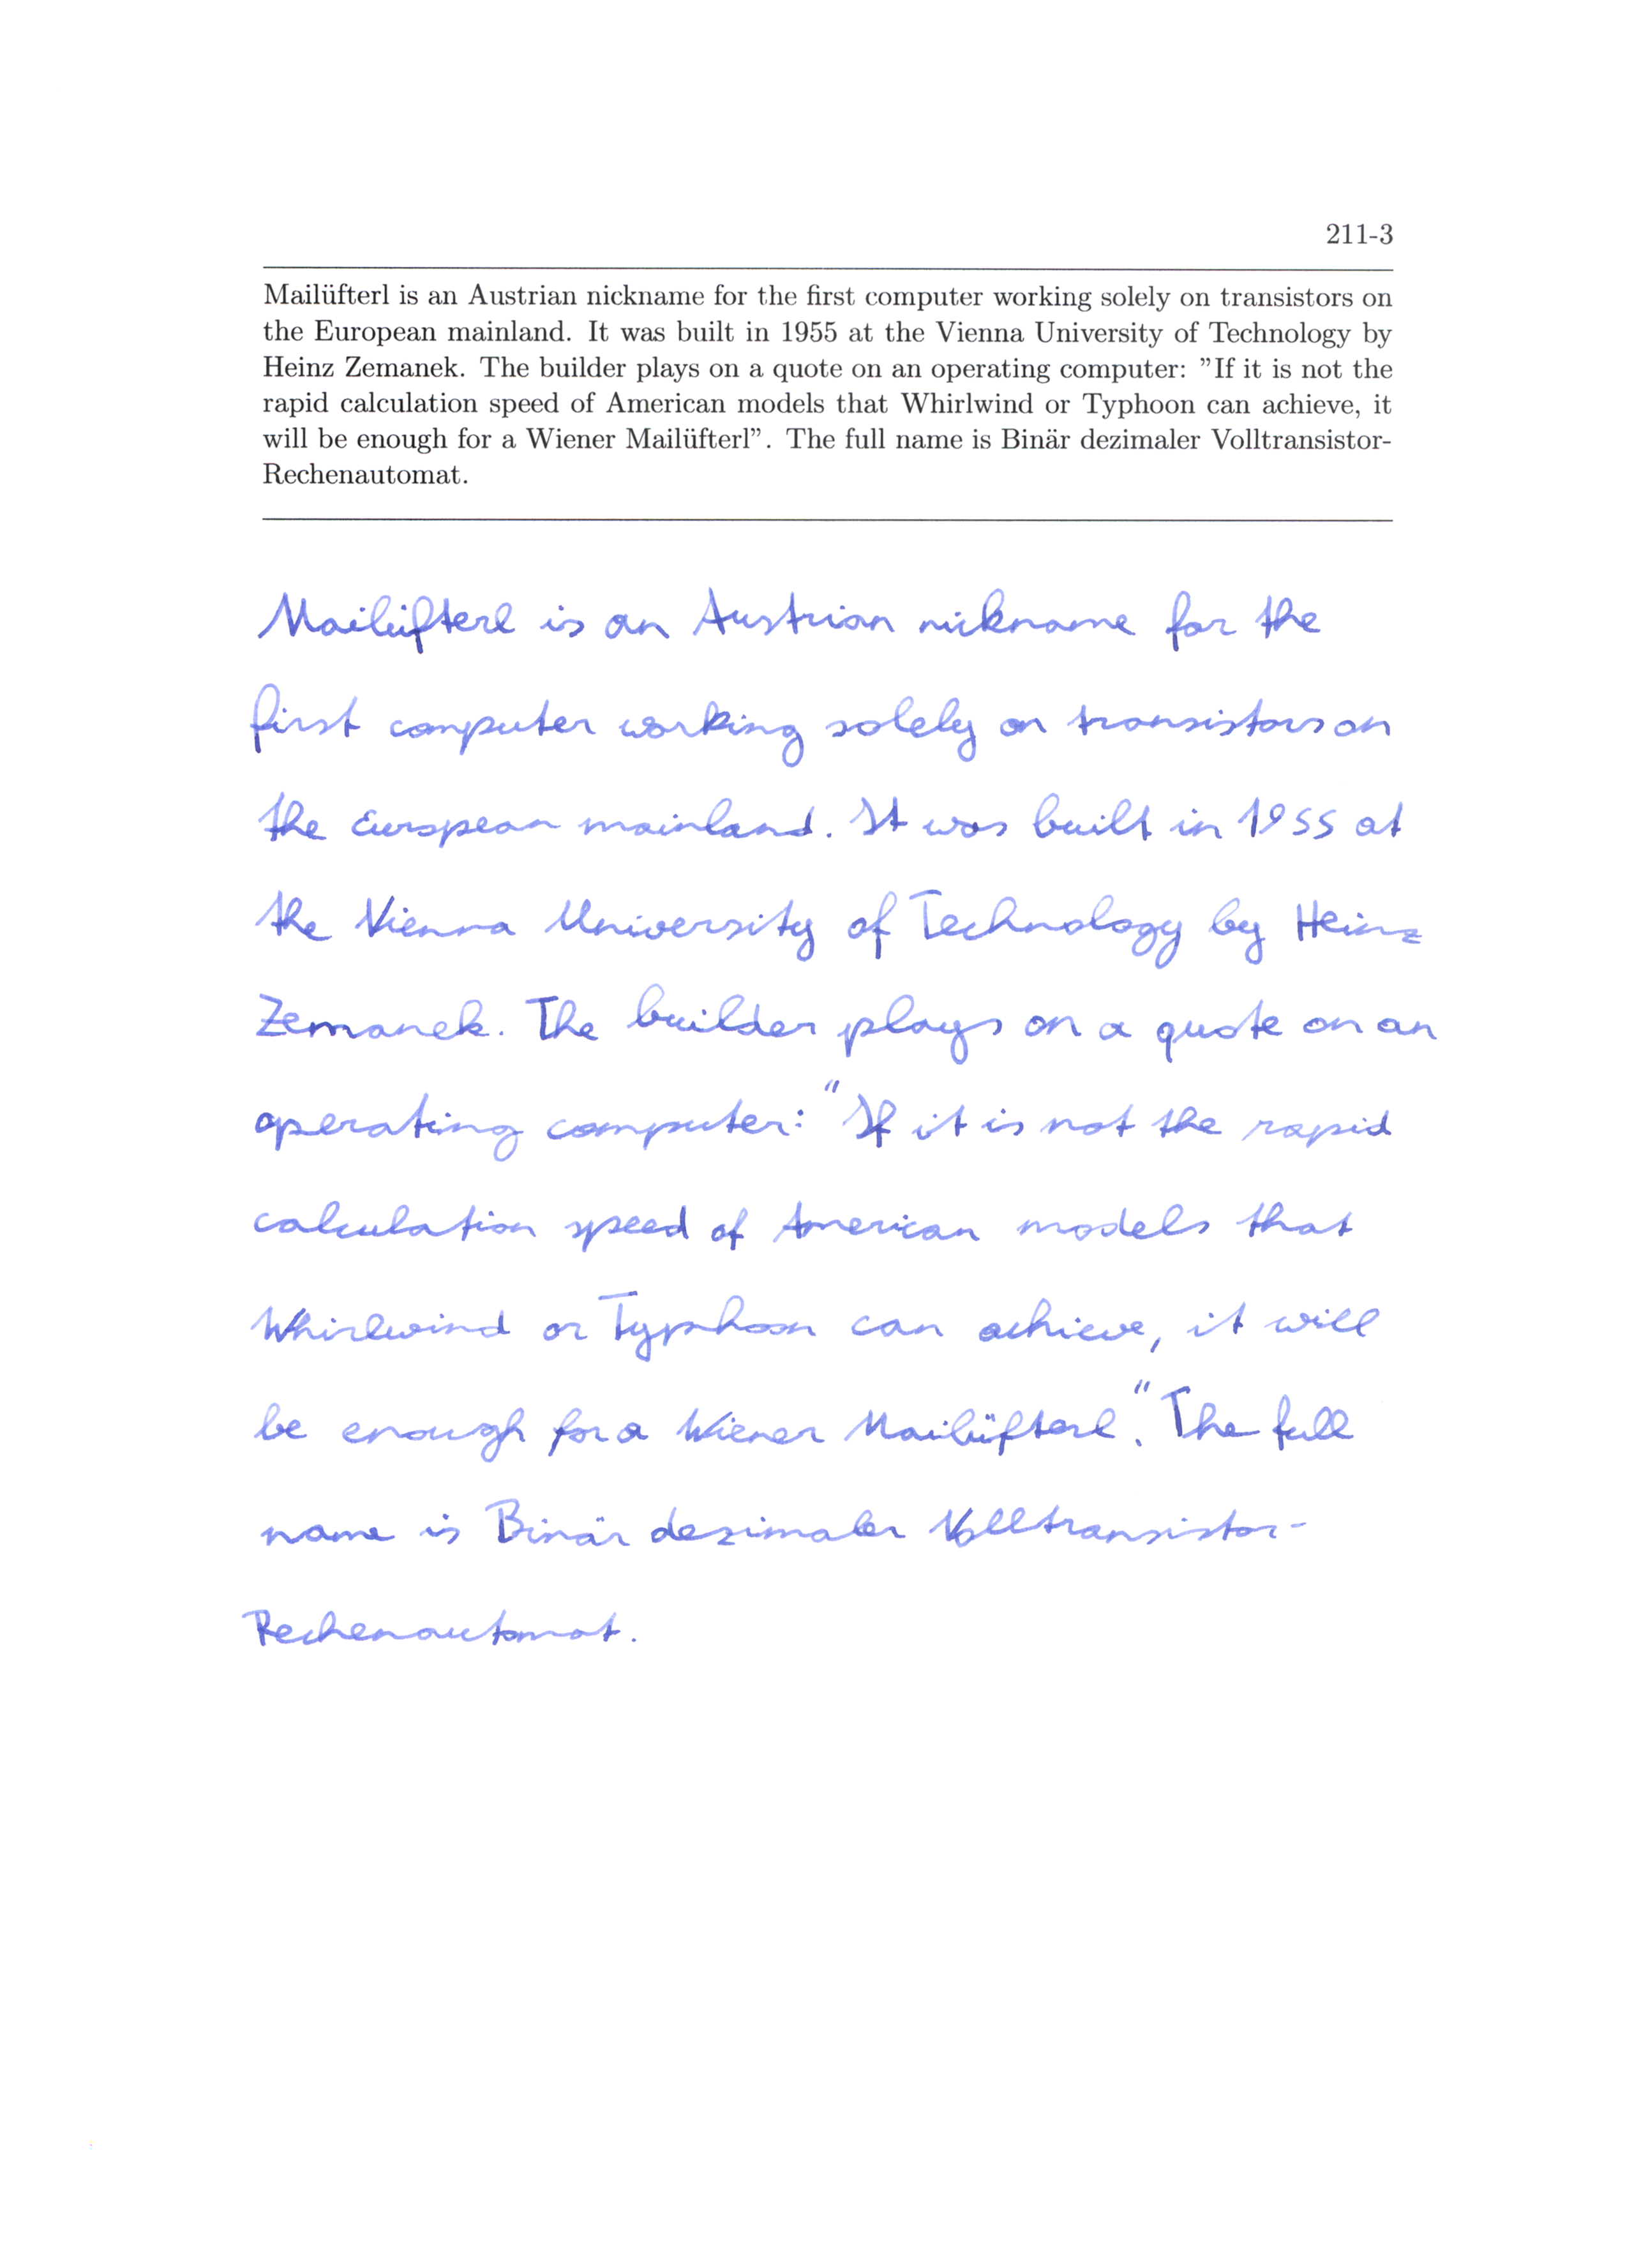 211-3
Mailüfterl is an Austrian nickname for the first computer working solely on transistors on
the European mainland. It was built in 1955 at the Vienna University of Technology by
Heinz Zemanek. The builder plays on a quote on an operating computer: ”If it is not the
rapid calculation speed of American models that Whirlwind or Typhoon can achieve, it
will be enough for a Wiener Mailüfterl”. The full name is Binär dezimaler Volltransistor-
Rechenautomat.
Mailüfterl is an Austrian nickname for the
first computer working solely on transistors on
the European mainland. It was built in 1955 at
the Vienna University of Technology by Heinz
Zemanek. The builder plays on a quote on an
operating computer: "If it is not the rapid
calculation speed of American models that
Whirlwind or Typhoon can achieve, it will
be enough for a Wiener Mailüfterl". The full
name is Binär dezimaler Volltransistor-
Rechenautomat.